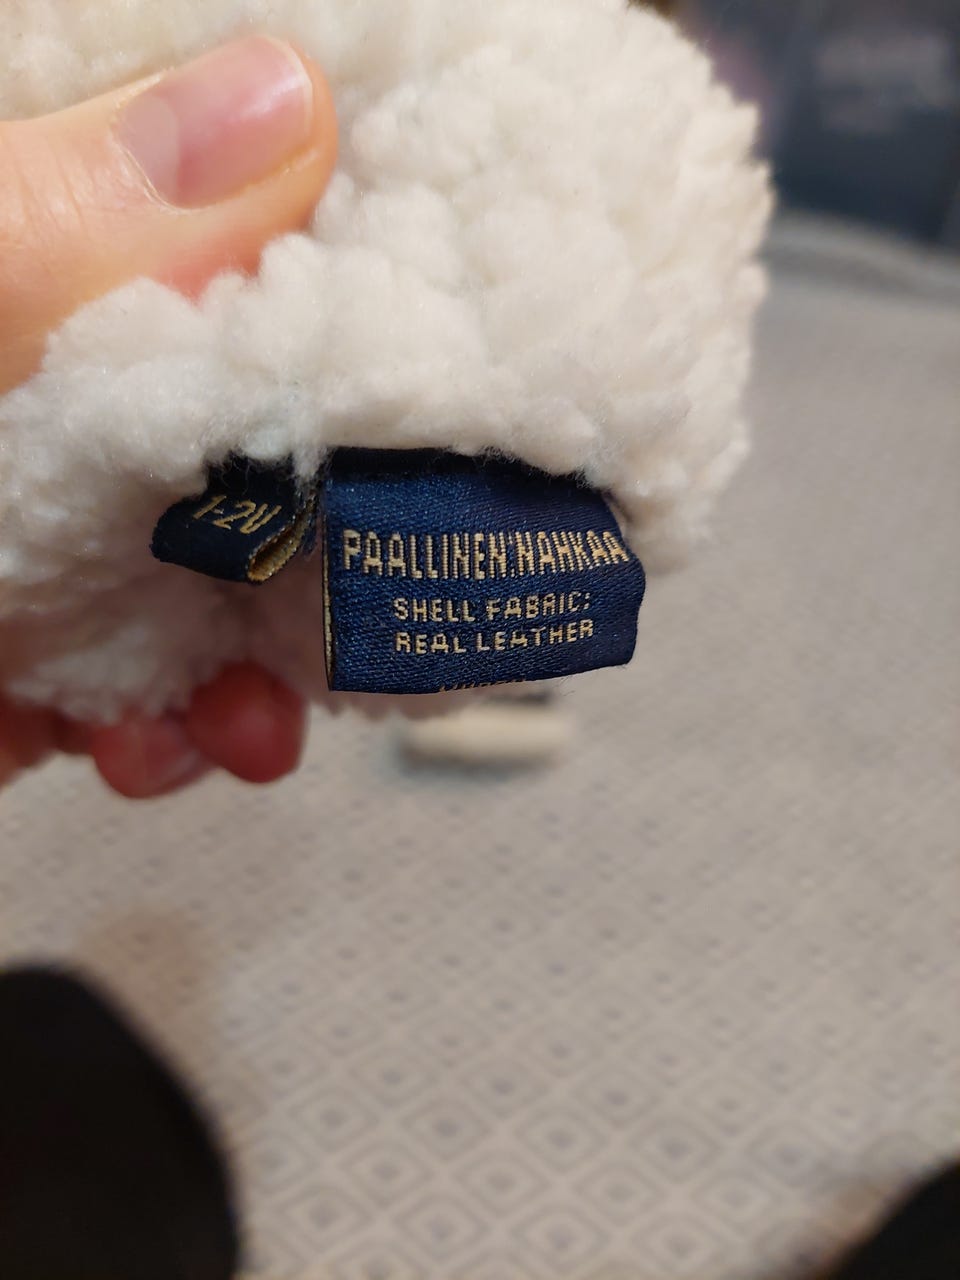 1-2V
PAALLINEN:NAHKAA
SHELL FABRIC:
REAL LEATHER